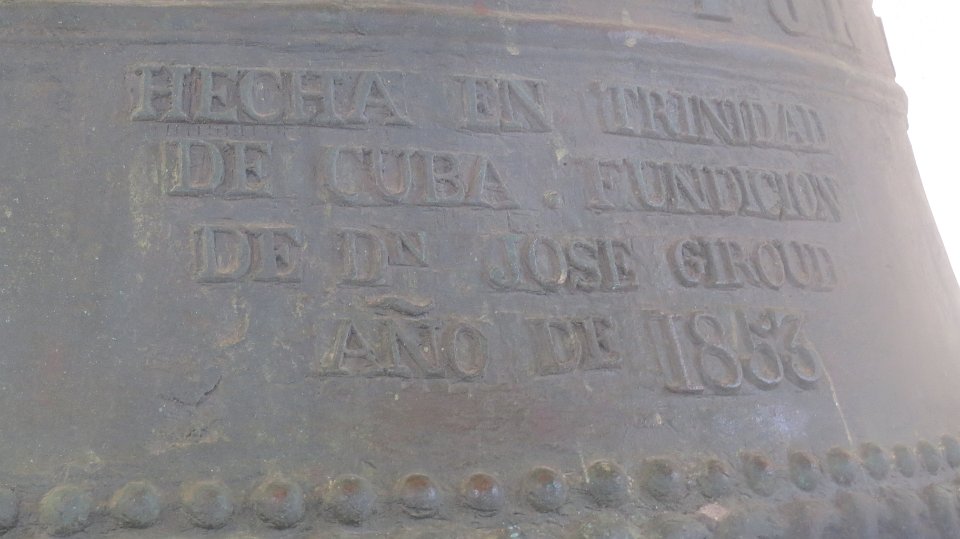 HECHA EN TRINIDAD
DE CUBA. FUNDICION
DE Dn JOSE GIROUD
AÑO DE 1853